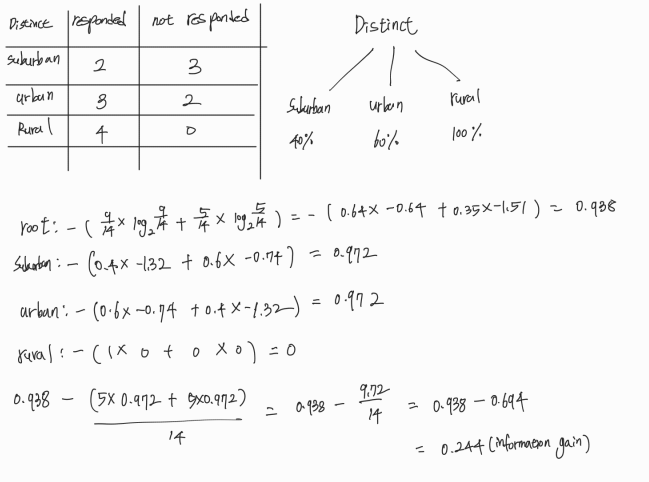 Distinct responded not responded
suburban 2 3
urban 3 2
Rural 4 0
Distinct
Suburban urban rural
40% 60% 100%
root: - ( 9/14 × log₂ 9/14 + 5/14 × log₂ 5/14 ) = - ( 0.64 × -0.64 + 0.35 × -1.51 ) = 0.938
Suburban: - (0.4 × -1.32 + 0.6 × -0.74) = 0.972
urban: - (0.6 × -0.74 + 0.4 × -1.32) = 0.972
rural: - ( 1 × 0 + 0 × 0 ) = 0
0.938 - (5 × 0.972 + 5 × 0.972) / 14 = 0.938 - 9.72 / 14 = 0.938 - 0.694
= 0.244 (information gain)